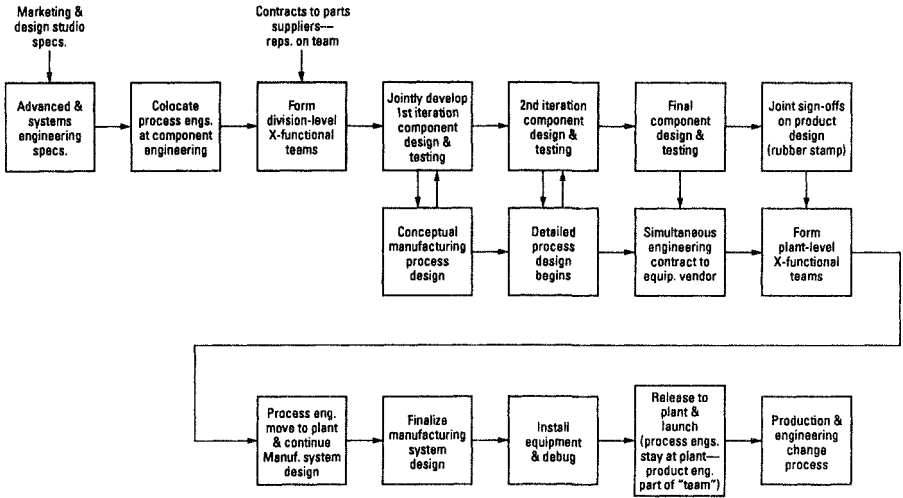 Marketing &
design studio
specs.
Contracts to parts
suppliers—
reps. on team
Advanced &
systems
engineering
specs.
Colocate
process engs.
at component
engineering
Form
division-level
X-functional
teams
Jointly develop
1st iteration
component
design &
testing
2nd iteration
component
design &
testing
Final
component
design &
testing
Joint sign-offs
on product
design
(rubber stamp)
Conceptual
manufacturing
process
design
Detailed
process
design
begins
Simultaneous
engineering
contract to
equip. vendor
Form
plant-level
X-functional
teams
Process eng.
move to plant
& continue
Manuf. system
design
Finalize
manufacturing
system
design
Install
equipment
& debug
Release to
plant &
launch
(process engs.
stay at plant—
product eng.
part of "team")
Production &
engineering
change
process